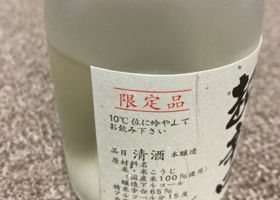 限定品
10℃位に冷やして
お飲み下さい
品目 清酒 本醸造
原材料名
米・米こうじ
(国産米100%使用)
醸造アルコール
精米歩合65%
アルコール分15度